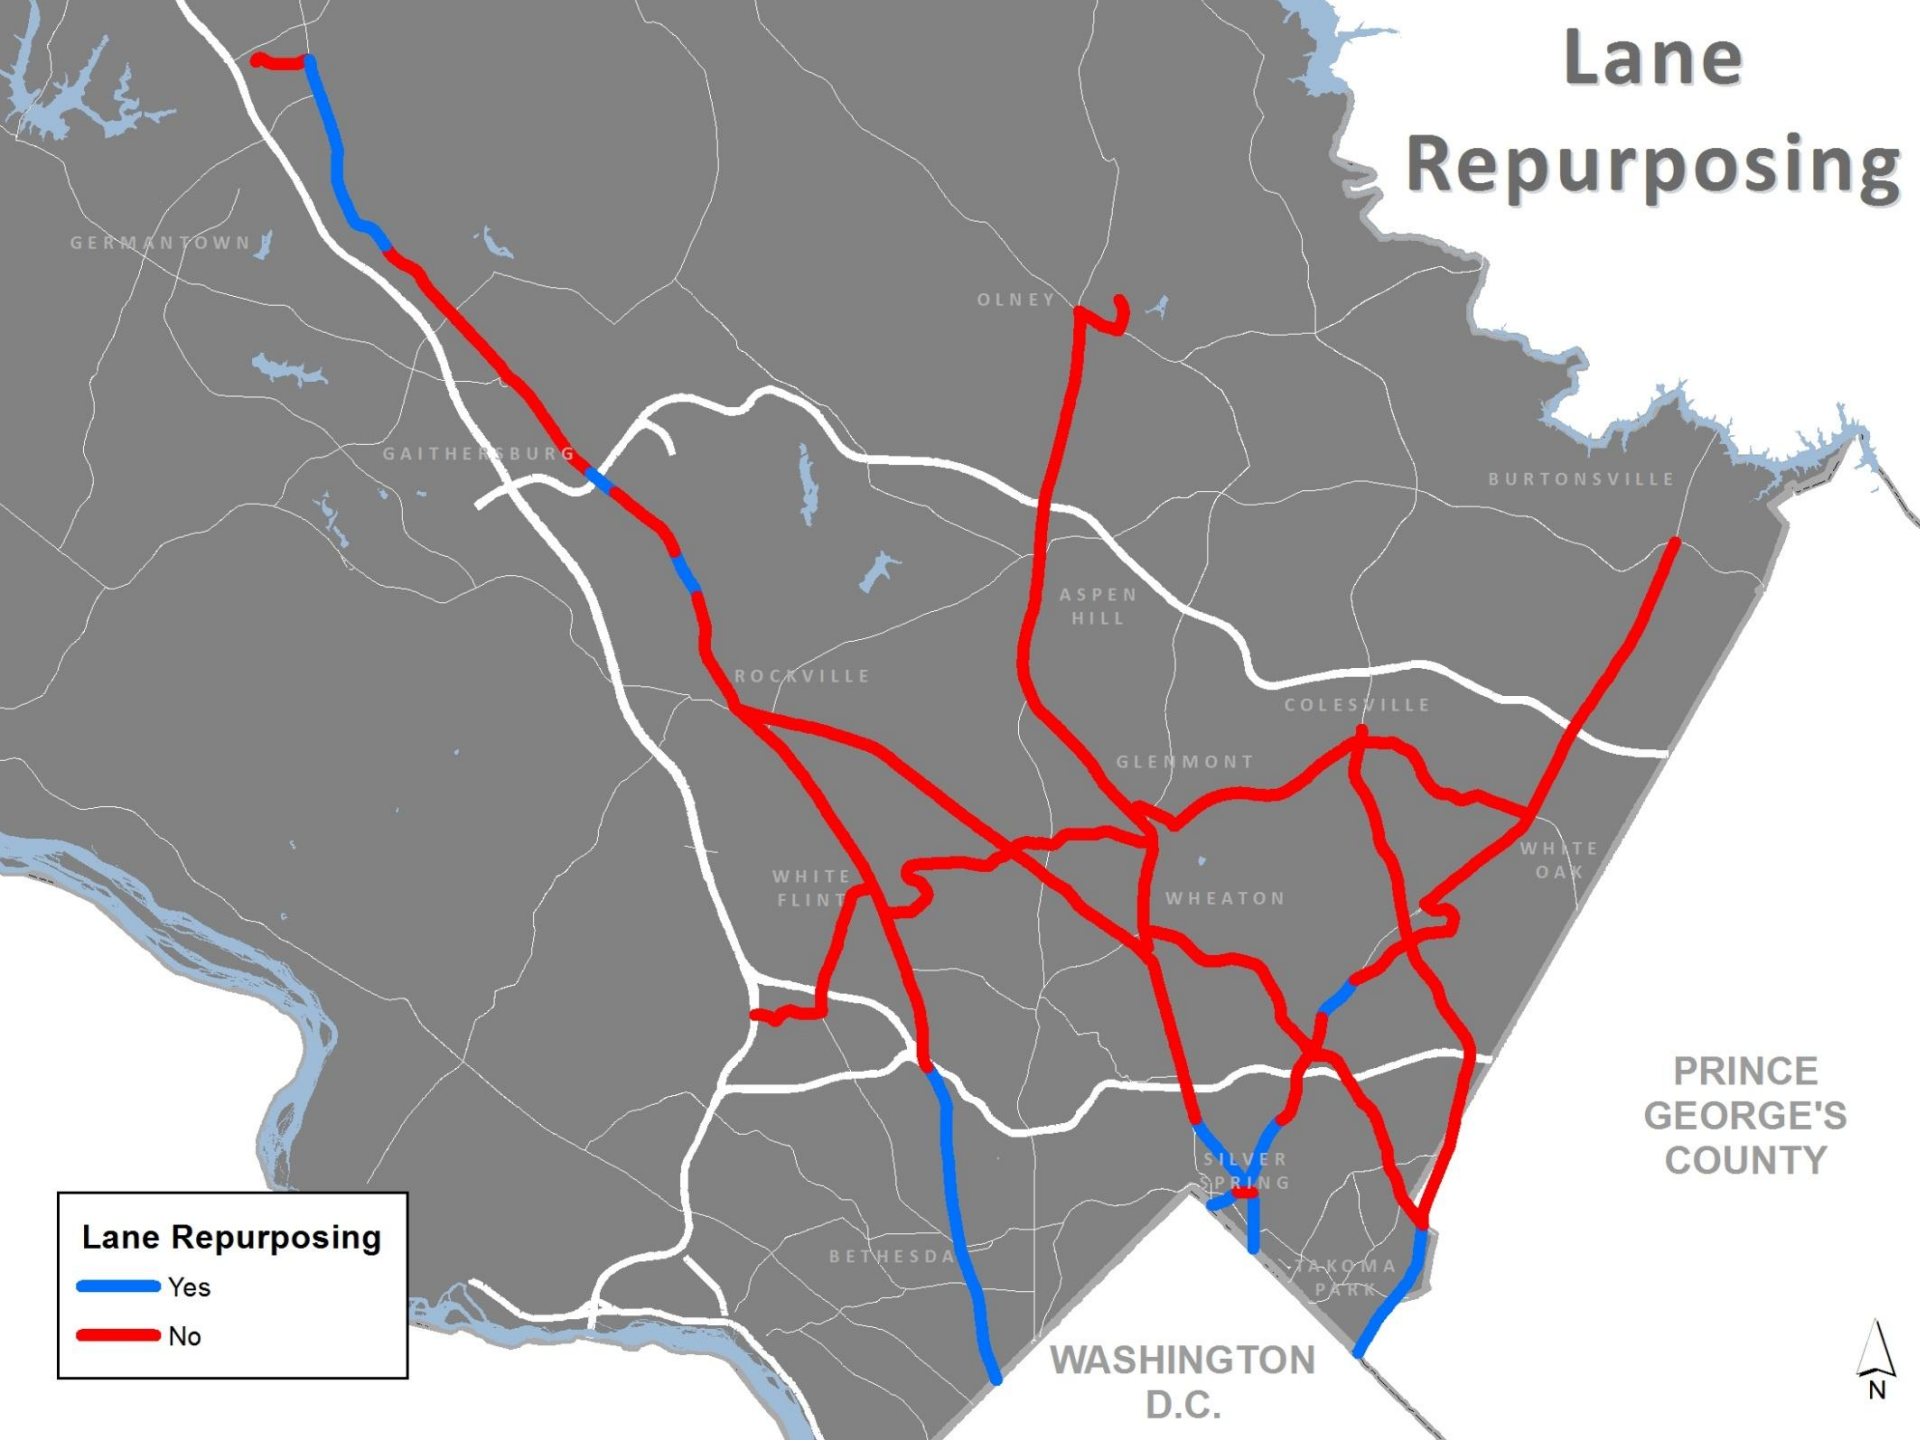 Lane
Repurposing
GERMANTOWN
OLNEY
GAITHERSBURG
BURTONSVILLE
ASPEN
HILL
ROCKVILLE
COLESVILLE
GLENMONT
WHITE
OAK
WHITE
FLINT
WHEATON
PRINCE
GEORGE'S
COUNTY
SILVER
SPRING
BETHESDA
TAKOMA
PARK
WASHINGTON
D.C.
Lane Repurposing
Yes
No
N